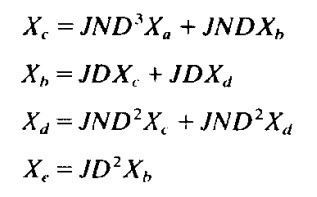 X_c = JND^3X_a + JNDX_b
X_b = JDX_c + JDX_d
X_d = JND^2X_c + JND^2X_d
X_e = JD^2X_b